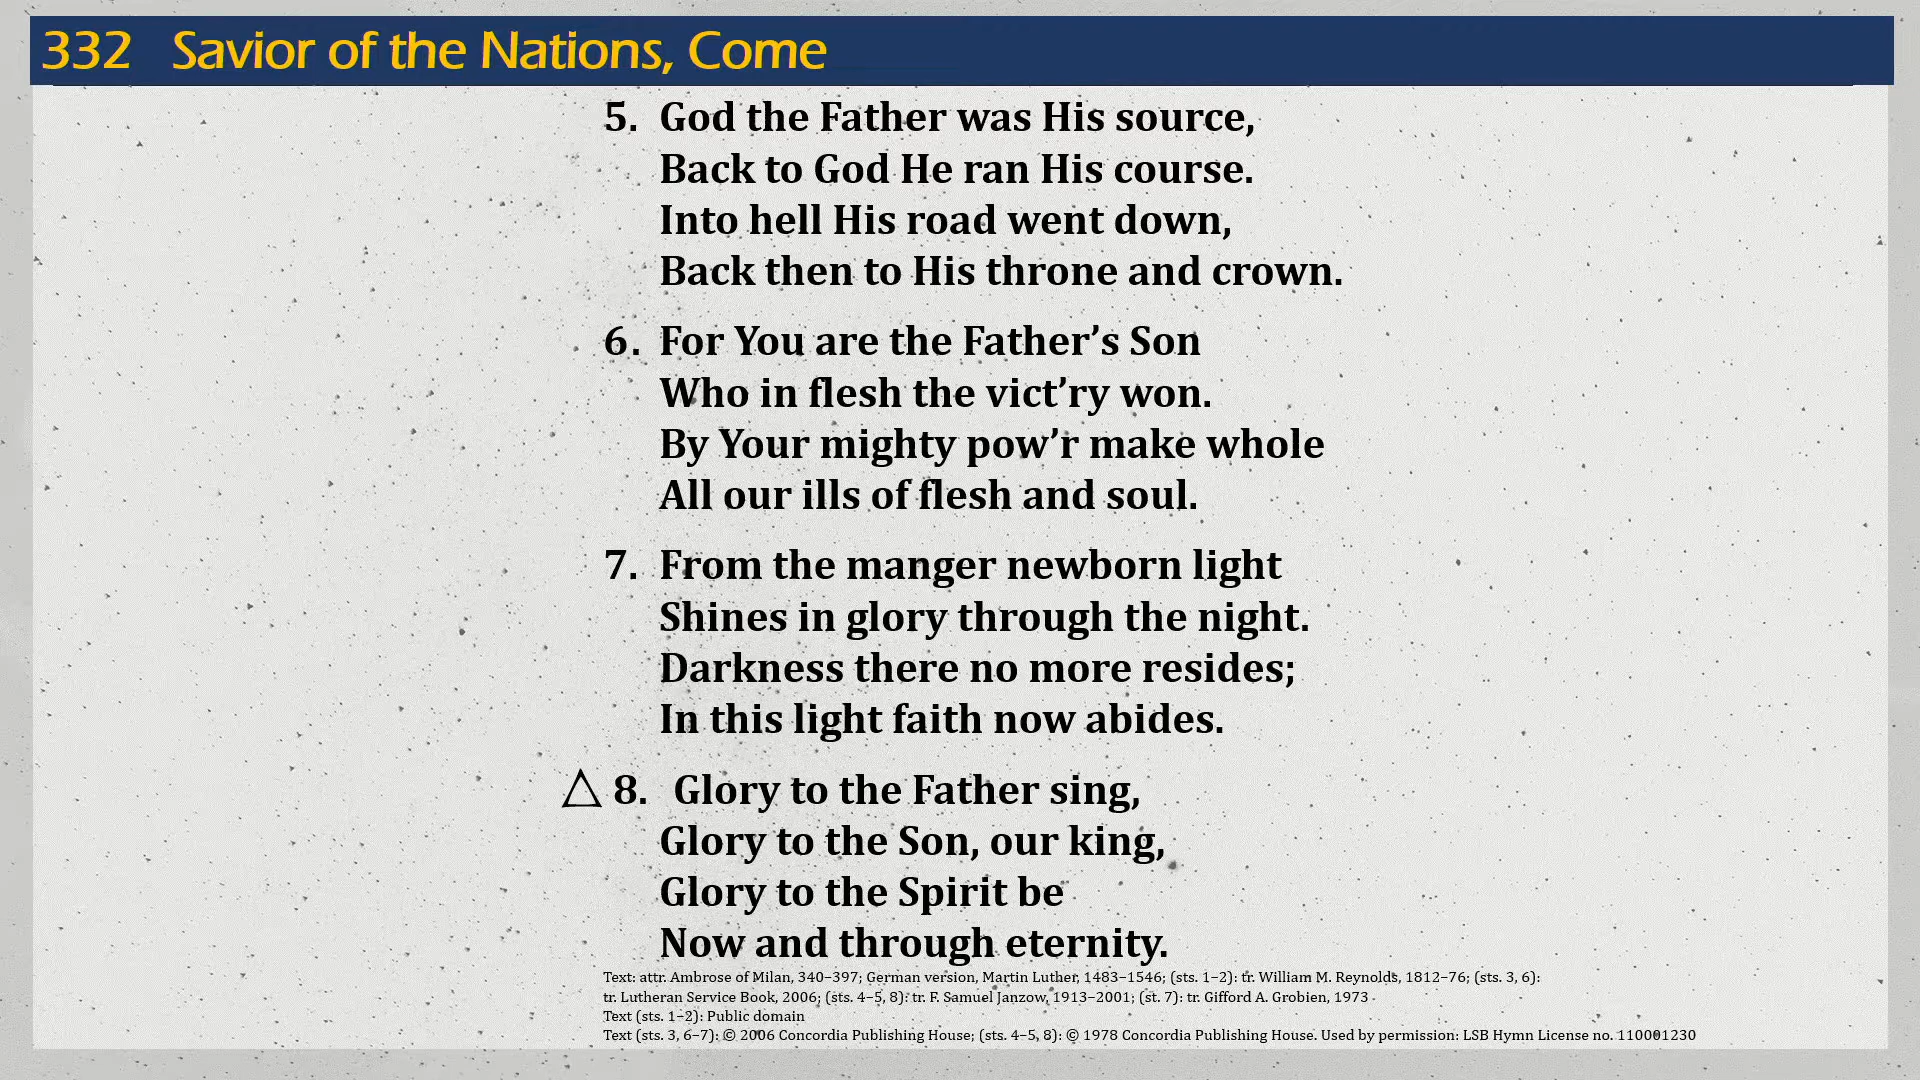 332 Savior of the Nations, Come
5. God the Father was His source,
Back to God He ran His course.
Into hell His road went down,
Back then to His throne and crown.
6. For You are the Father’s Son
Who in flesh the vict’ry won.
By Your mighty pow’r make whole
All our ills of flesh and soul.
7. From the manger newborn light
Shines in glory through the night.
Darkness there no more resides;
In this light faith now abides.
△ 8. Glory to the Father sing,
Glory to the Son, our king,
Glory to the Spirit be
Now and through eternity.
Text: attr. Ambrose of Milan, 340–397; German version, Martin Luther, 1483–1546; (sts. 1–2): tr. William M. Reynolds, 1812–76; (sts. 3, 6):
tr. Lutheran Service Book, 2006; (sts. 4–5, 8): tr. F. Samuel Janzow, 1913–2001; (st. 7): tr. Gifford A. Grobien, 1973
Text (sts. 1–2): Public domain
Text (sts. 3, 6–7): © 2006 Concordia Publishing House; (sts. 4–5, 8): © 1978 Concordia Publishing House. Used by permission: LSB Hymn License no. 110001230